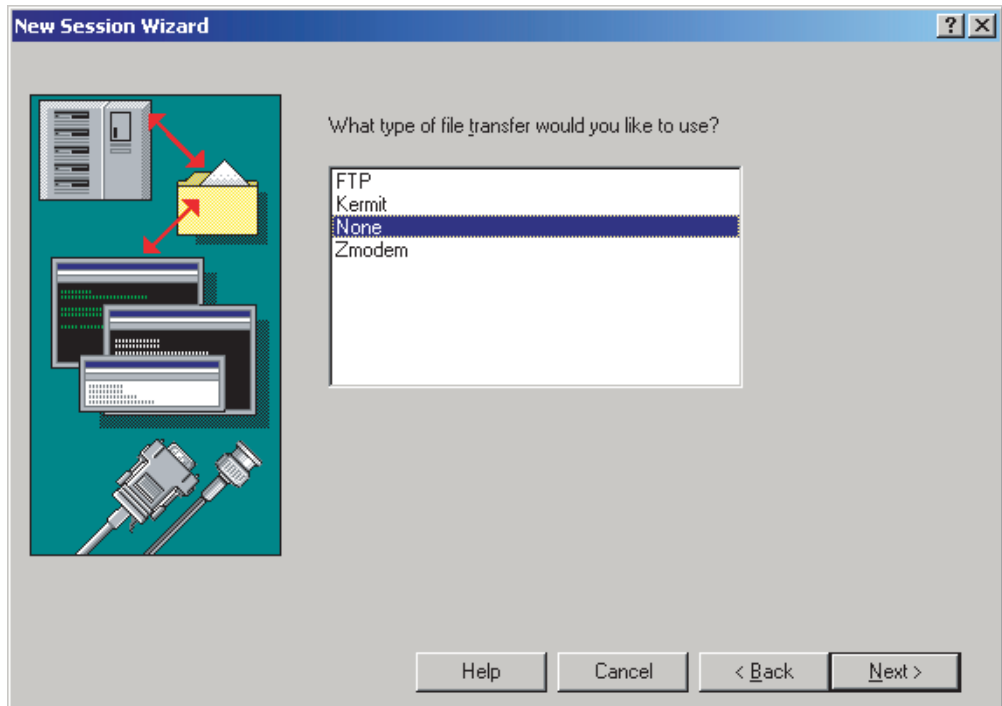 New Session Wizard
What type of file transfer would you like to use?
FTP
Kermit
None
Zmodem
Help
Cancel
< Back
Next >